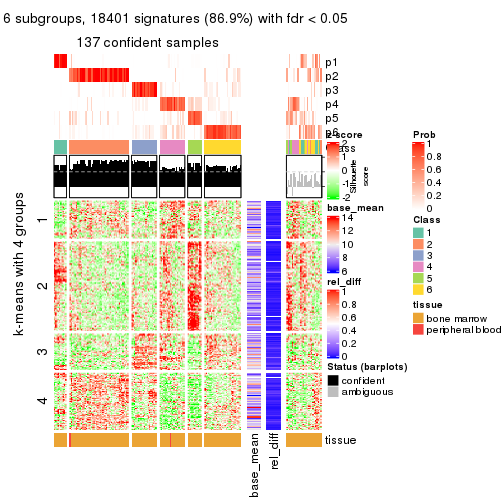 6 subgroups, 18401 signatures (86.9%) with fdr < 0.05
137 confident samples
p1
p2
p3
p4
p5
p6
Class
Silhouette
score
k-means with 4 groups
1
2
3
4
base_mean
rel_diff
tissue
z-score
2
1
0
-1
-2
base_mean
14
12
10
8
6
rel_diff
1
0.8
0.6
0.4
0.2
0
Status (barplots)
confident
ambiguous
Prob
1
0.8
0.6
0.4
0.2
0
Class
1
2
3
4
5
6
tissue
bone marrow
peripheral blood